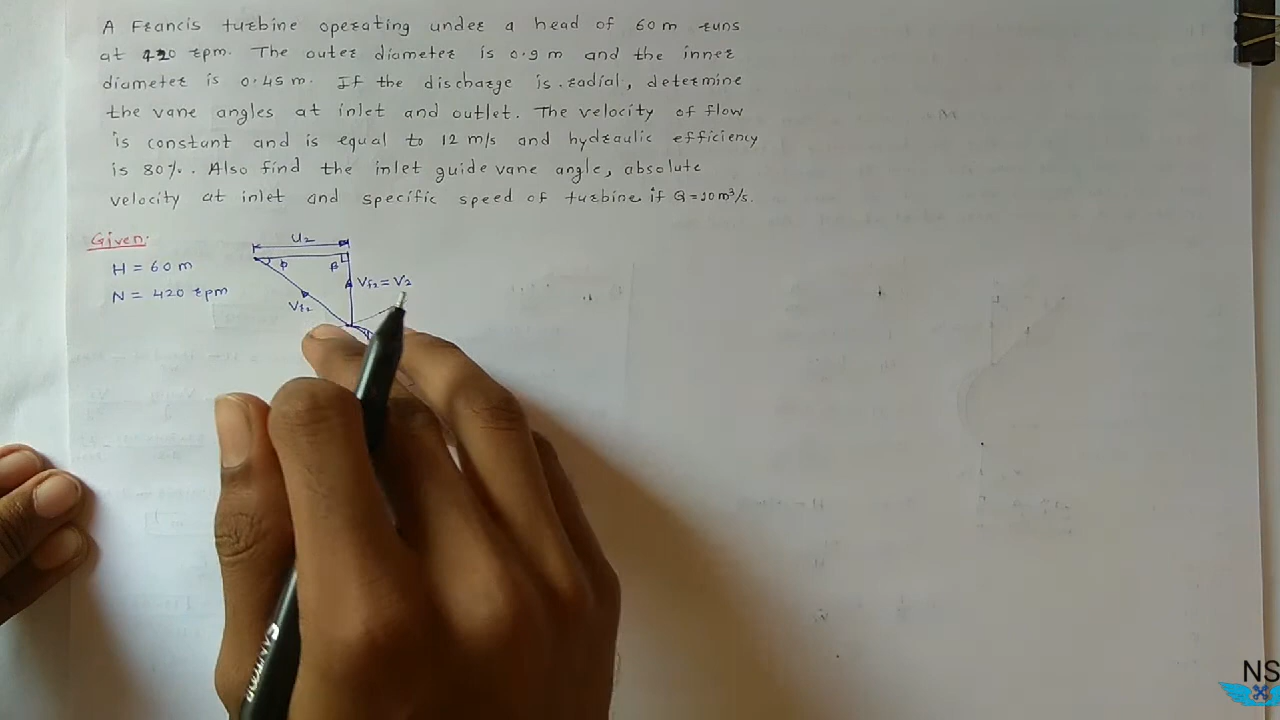 A Francis turbine operating under a head of 60 m runs
at 420 rpm. The outer diameter is 0.9 m and the inner
diameter is 0.45 m. If the discharge is radial, determine
the vane angles at inlet and outlet. The velocity of flow
is constant and is equal to 12 m/s and hydraulic efficiency
is 80%. Also find the inlet guide vane angle, absolute
velocity at inlet and specific speed of turbine if Q = 10 m³/s.
Given:
H = 60 m
N = 420 rpm
U2
ϕ
β
Vf2 = V2
Vr2
NS